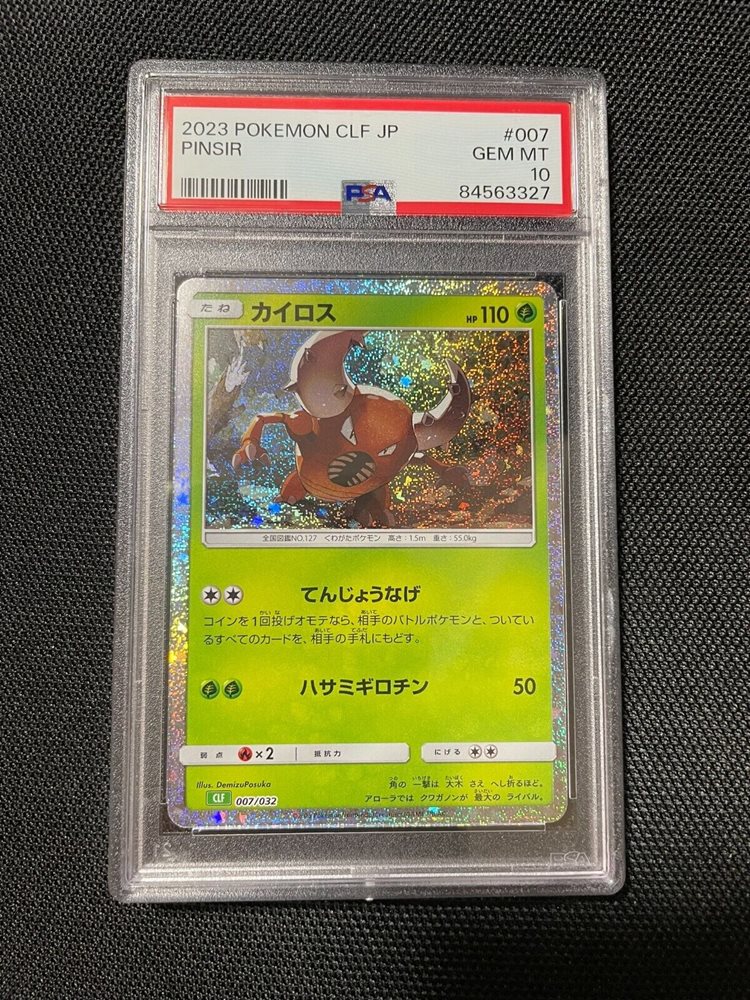 2023 POKEMON CLF JP #007
PINSIR GEM MT
10
PSA 84563327
たね カイロス HP 110
全国図鑑NO.127 くわがたポケモン 高さ：1.5m 重さ：55.0kg
てんじょうなげ
コインを1回投げオモテなら、相手のバトルポケモンと、ついているすべてのカードを、相手の手札にもどす。
ハサミギロチン 50
弱点 ×2 抵抗力 にげる
Illus. DemizuPosuka
角の一撃は 大木 さえ へし折るほど。
アローラでは クワガノンが 最大の ライバル。
CLF 007/032
PSA